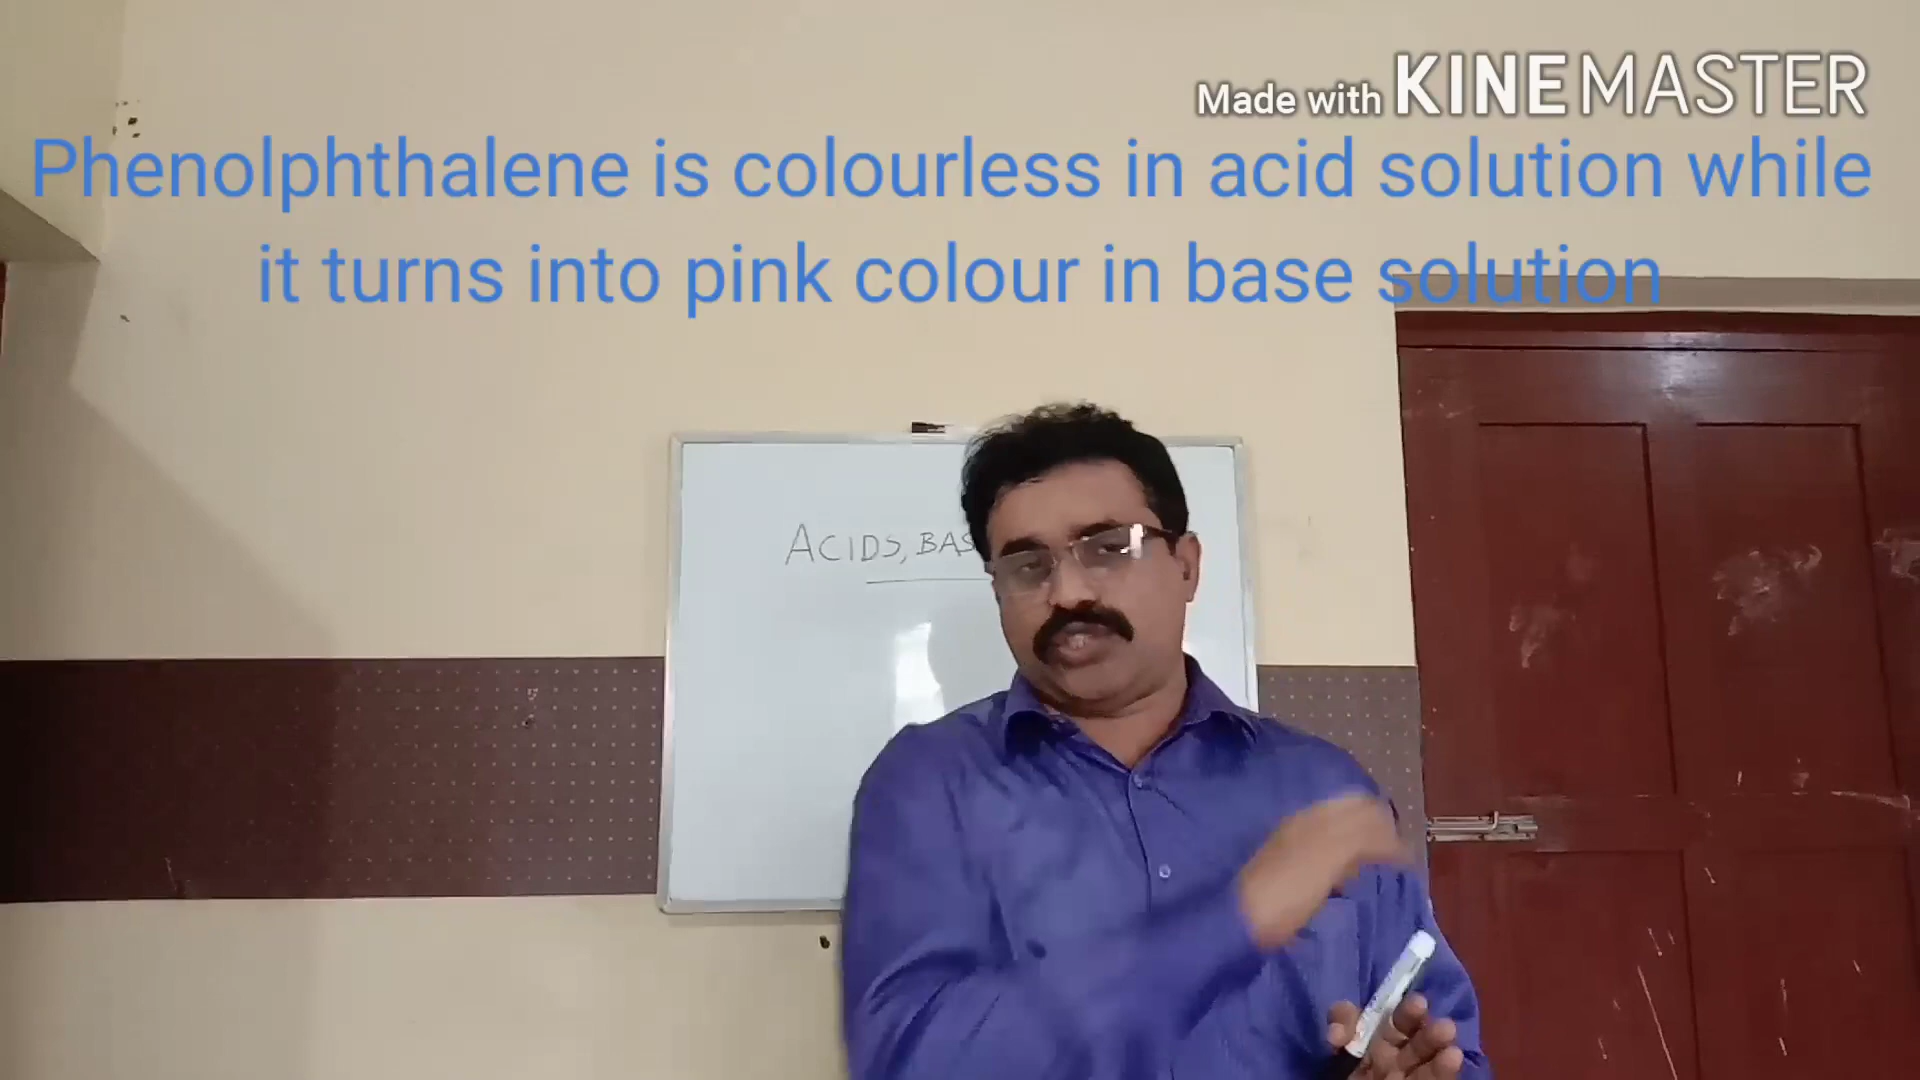 Made with KINEMASTER
Phenolphthalene is colourless in acid solution while
it turns into pink colour in base solution
ACIDS, BAS